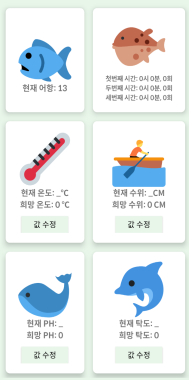 현재 어항: 13
첫번째 시간: 0시 0분, 0회
두번째 시간: 0시 0분, 0회
세번째 시간: 0시 0분, 0회
현재 온도: _°C
희망 온도: 0 °C
값 수정
현재 수위: _CM
희망 수위: 0 CM
값 수정
현재 PH: _
희망 PH: 0
값 수정
현재 탁도: _
희망 탁도: 0
값 수정